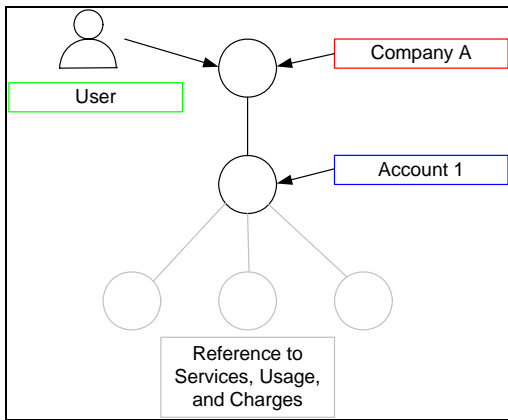 Company A
User
Account 1
Reference to
Services, Usage,
and Charges